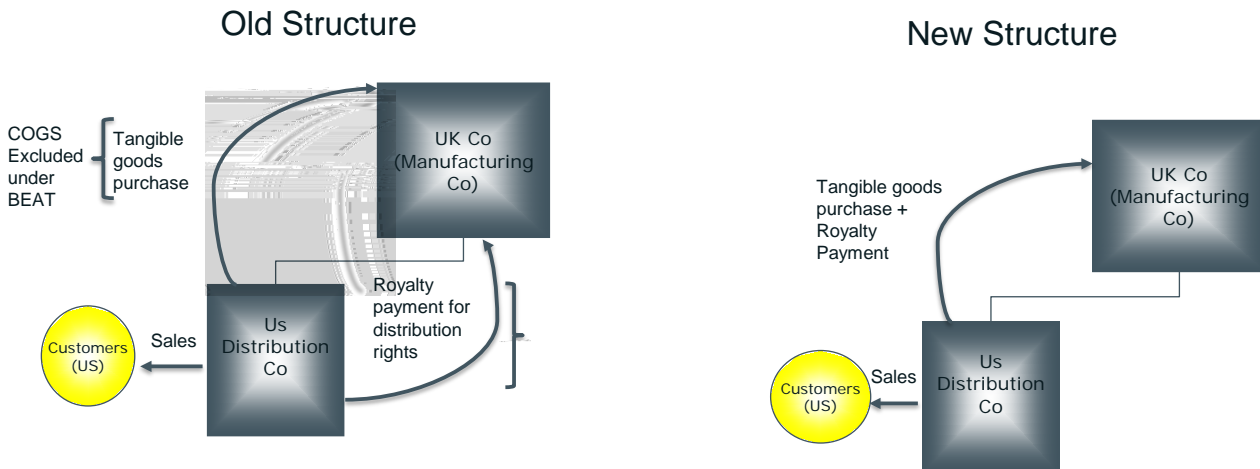 Old Structure
COGS
Excluded
under
BEAT
Tangible
goods
purchase
UK Co
(Manufacturing
Co)
Royalty
payment for
distribution
rights
Us
Distribution
Co
Sales
Customers
(US)
New Structure
Tangible goods
purchase +
Royalty
Payment
UK Co
(Manufacturing
Co)
Us
Distribution
Co
Sales
Customers
(US)